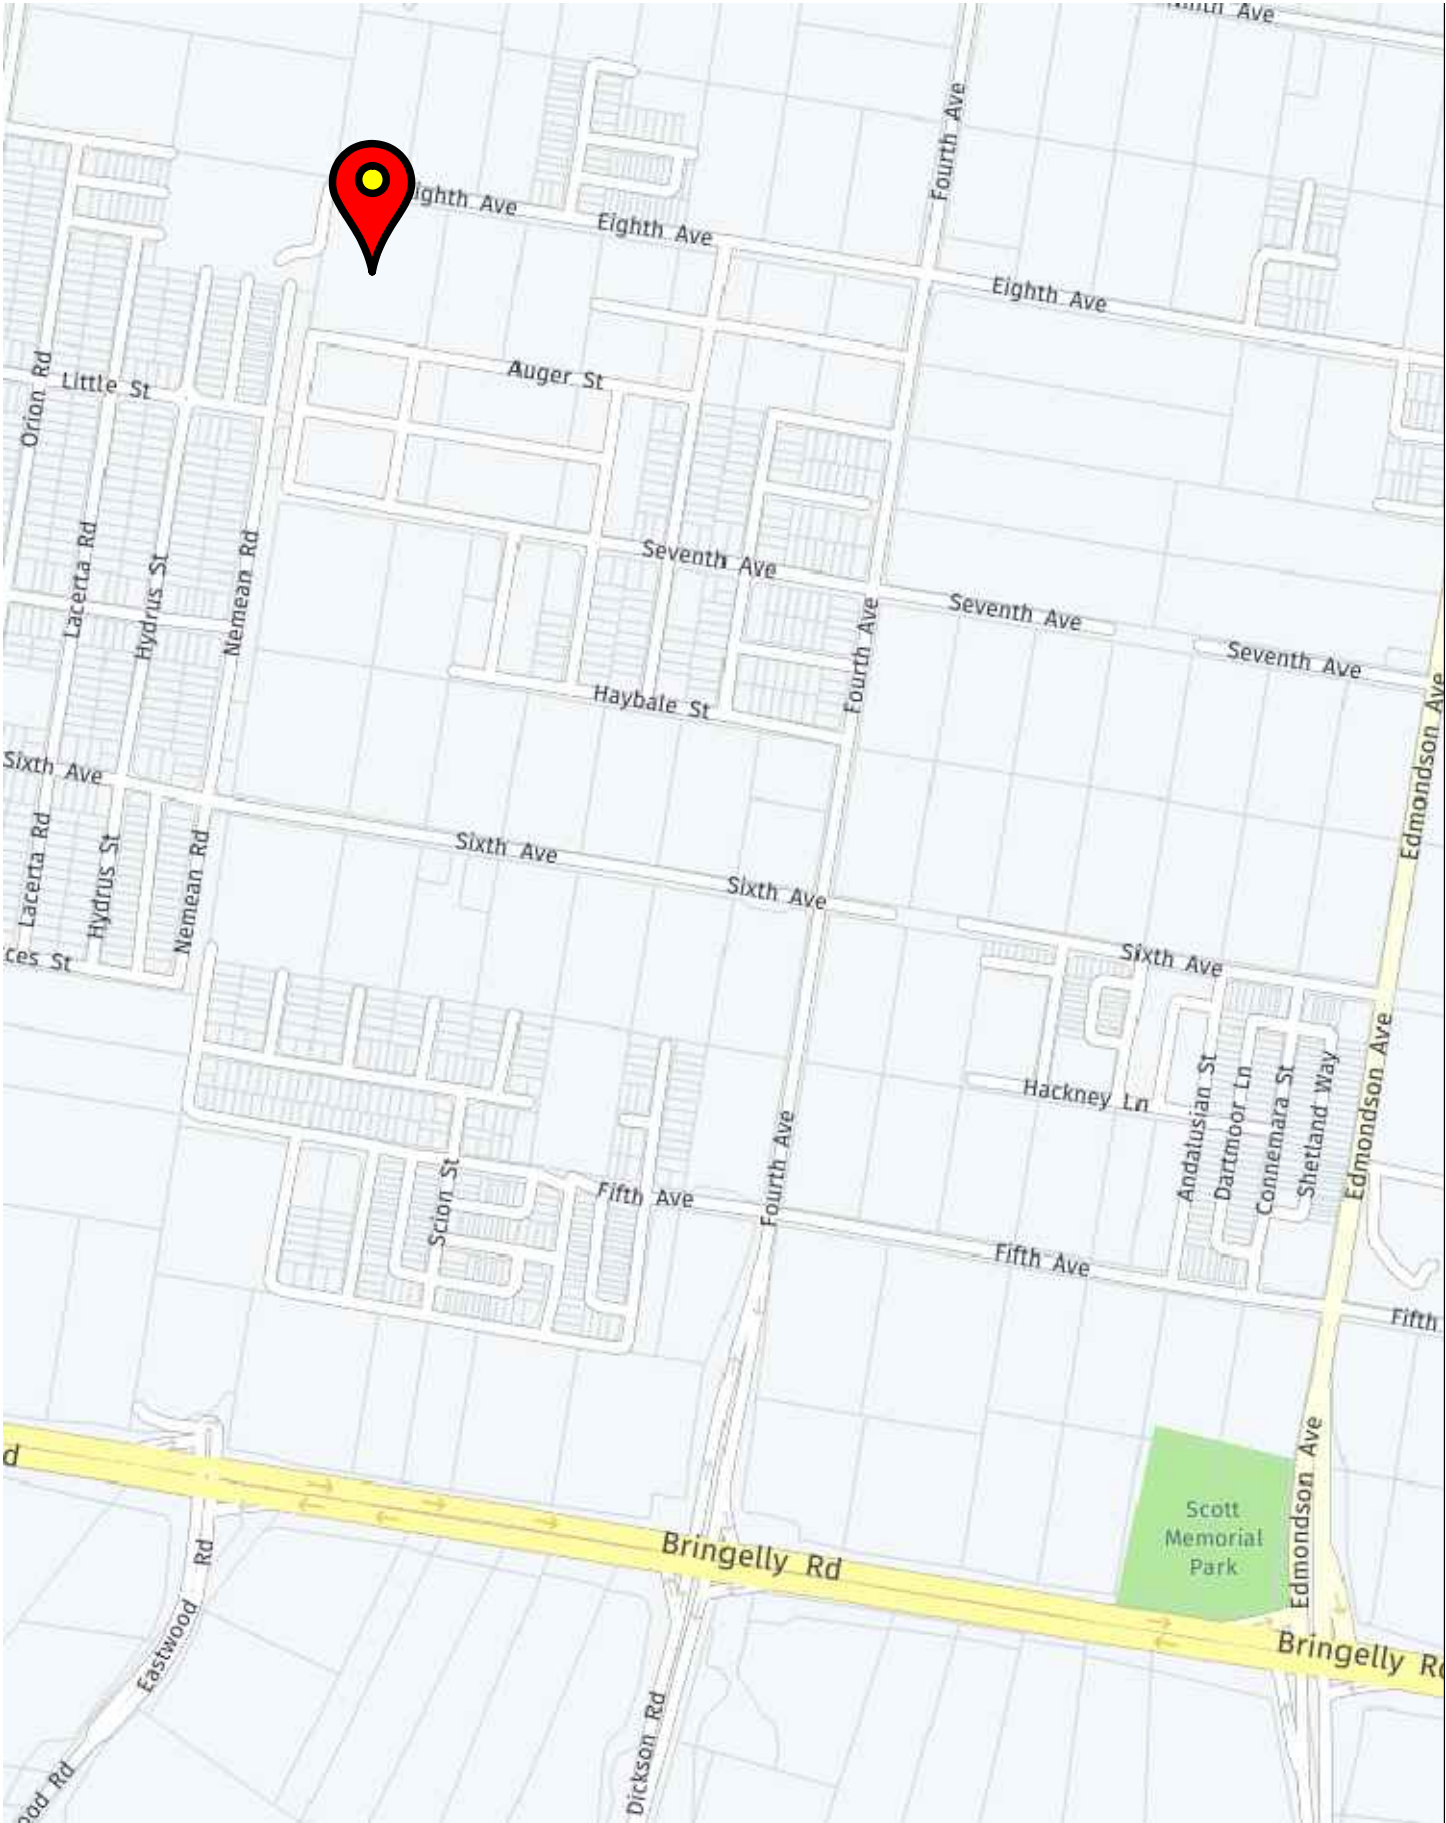 Ninth Ave
Fourth Ave
ighth Ave
Eighth Ave
Eighth Ave
Orion Rd
Little St
Auger St
Lacerta Rd
Hydrus St
Nemean Rd
Seventh Ave
Seventh Ave
Seventh Ave
Fourth Ave
Haybale St
Edmondson Ave
Sixth Ave
Lacerta Rd
Hydrus St
Nemean Rd
Sixth Ave
Sixth Ave
Sixth Ave
ces St
Hackney Ln
Andalusian St
Dartmoor Ln
Connemara St
Shetland Way
Edmondson Ave
Scion St
Fifth Ave
Fourth Ave
Fifth Ave
Fifth
d
Scott
Memorial
Park
Edmondson Ave
Bringelly Rd
Eastwood Rd
Bringelly Rd
Dickson Rd
ood Rd